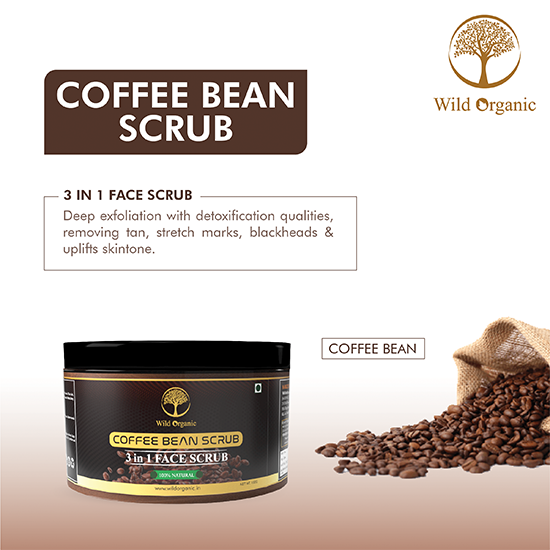 Wild Organic
COFFEE BEAN
SCRUB
3 IN 1 FACE SCRUB
Deep exfoliation with detoxification qualities,
removing tan, stretch marks, blackheads &
uplifts skintone.
COFFEE BEAN
Wild Organic
COFFEE BEAN SCRUB
3 in 1 FACE SCRUB
100% NATURAL
www.wildorganic.in